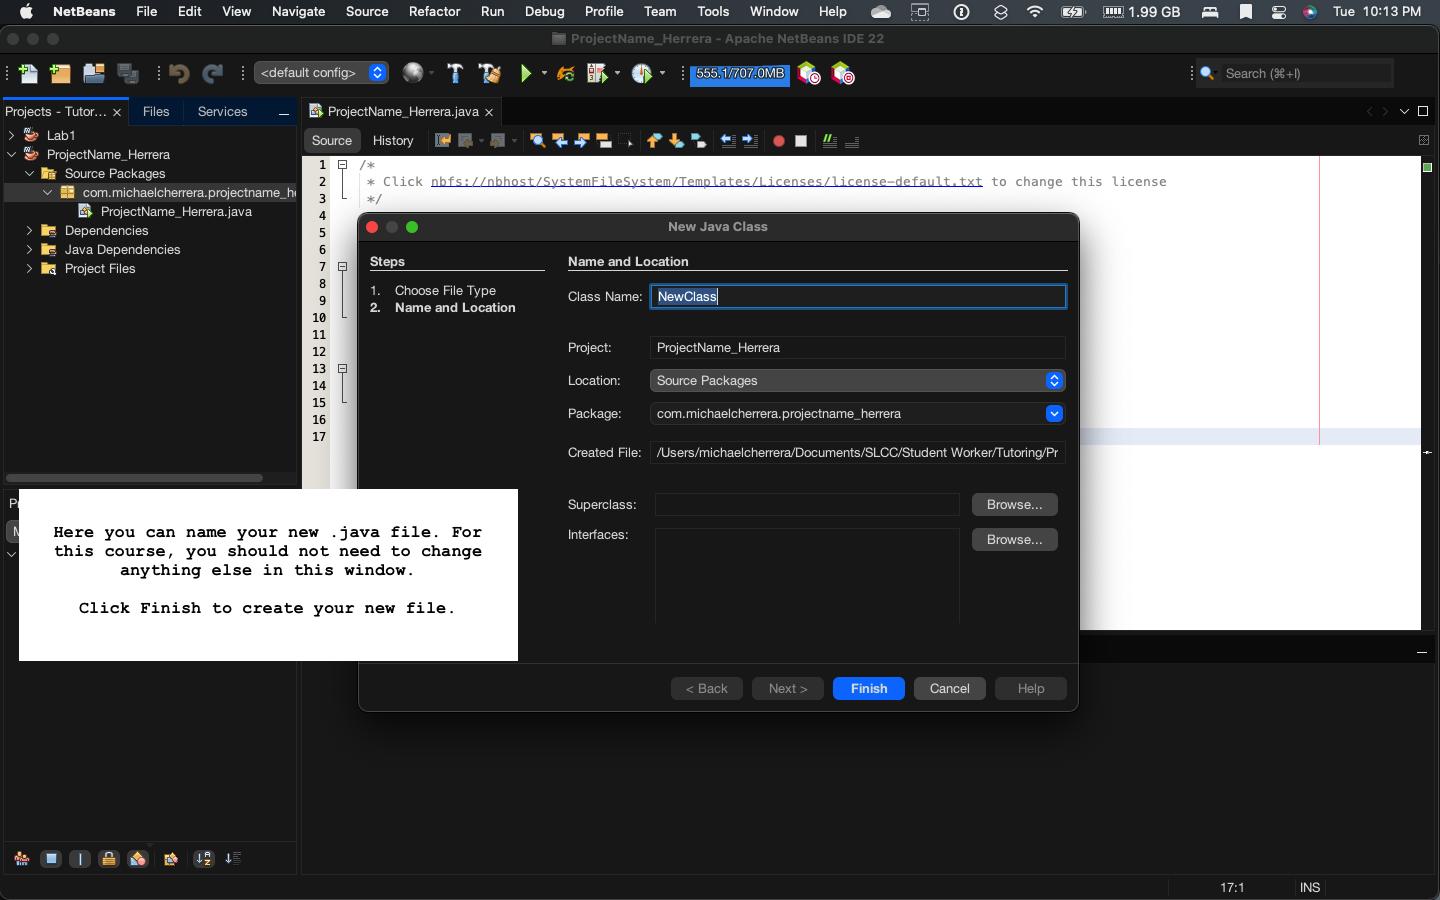 NetBeans File Edit View Navigate Source Refactor Run Debug Profile Team Tools Window Help 1.99 GB Tue 10:13 PM
ProjectName_Herrera - Apache NetBeans IDE 22
<default config> 555.1/707.0MB Search (⌘+I)
Projects - Tutor... Files Services
ProjectName_Herrera.java
Lab1
ProjectName_Herrera
Source Packages
com.michaelcherrera.projectname_he
ProjectName_Herrera.java
Dependencies
Java Dependencies
Project Files
Source History
1 /*
2 * Click nbfs://nbhost/SystemFileSystem/Templates/Licenses/license-default.txt to change this license
3 */
4
5
6
7
8
9
10
11
12
13
14
15
16
17
New Java Class
Steps
1. Choose File Type
2. Name and Location
Name and Location
Class Name: NewClass
Project: ProjectName_Herrera
Location: Source Packages
Package: com.michaelcherrera.projectname_herrera
Created File: /Users/michaelcherrera/Documents/SLCC/Student Worker/Tutoring/Pr
Superclass: Browse...
Interfaces: Browse...
< Back Next > Finish Cancel Help
Here you can name your new .java file. For
this course, you should not need to change
anything else in this window.
Click Finish to create your new file.
17:1 INS